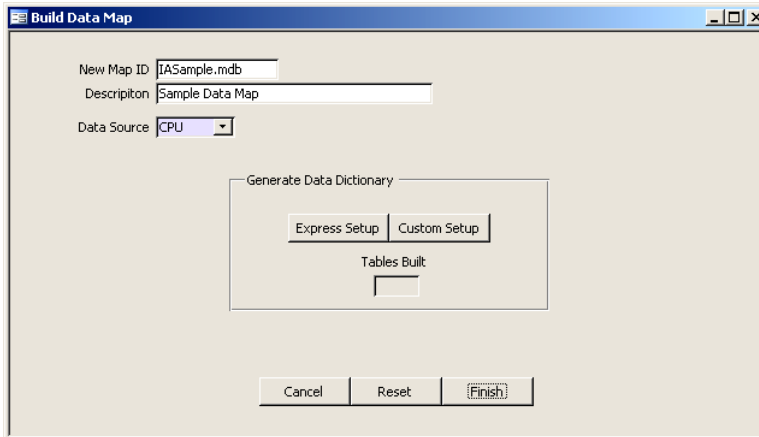 Build Data Map
New Map ID IASample.mdb
Descripiton Sample Data Map
Data Source CPU
Generate Data Dictionary
Express Setup Custom Setup
Tables Built
Cancel Reset Finish